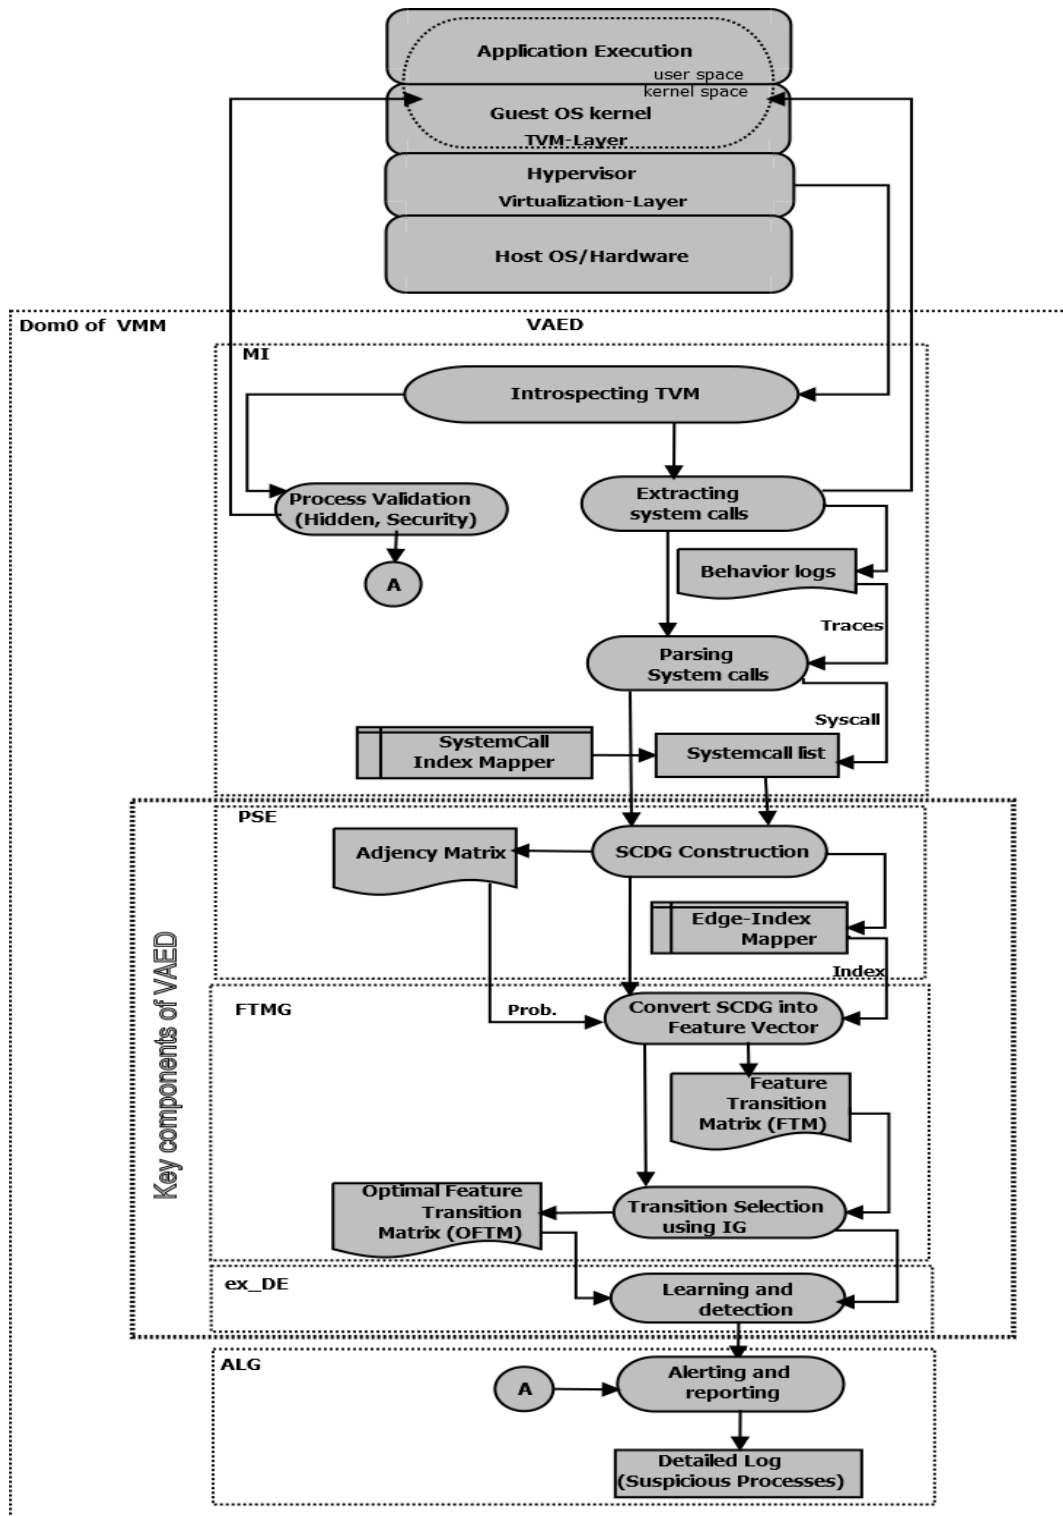 Application Execution
user space
kernel space
Guest OS kernel
TVM-Layer
Hypervisor
Virtualization-Layer
Host OS/Hardware
Dom0 of VMM
VAED
MI
Introspecting TVM
Process Validation
(Hidden, Security)
Extracting
system calls
A
Behavior logs
Traces
Parsing
System calls
Syscall
SystemCall
Index Mapper
Systemcall list
Key components of VAED
PSE
Adjency Matrix
SCDG Construction
Edge-Index
Mapper
Index
FTMG
Prob.
Convert SCDG into
Feature Vector
Feature
Transition
Matrix (FTM)
Optimal Feature
Transition
Matrix (OFTM)
Transition Selection
using IG
ex_DE
Learning and
detection
ALG
A
Alerting and
reporting
Detailed Log
(Suspicious Processes)